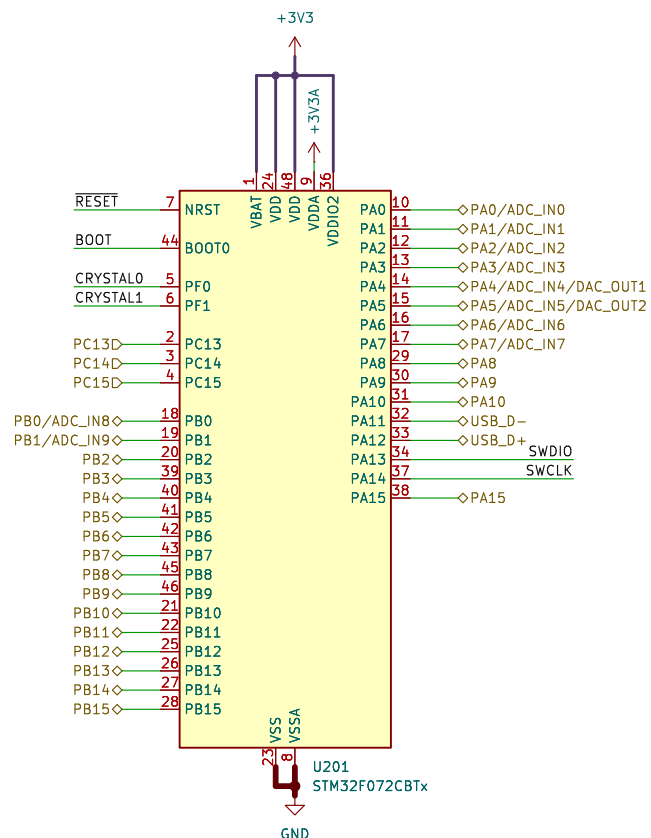 +3V3
+3V3A
1 24 48 9 36
VBAT VDD VDD VDDA VDDIO2
RESET 7 NRST
BOOT 44 BOOT0
CRYSTAL0 5 PF0
CRYSTAL1 6 PF1
PC13 2 PC13
PC14 3 PC14
PC15 4 PC15
PB0/ADC_IN8 18 PB0
PB1/ADC_IN9 19 PB1
PB2 20 PB2
PB3 39 PB3
PB4 40 PB4
PB5 41 PB5
PB6 42 PB6
PB7 43 PB7
PB8 45 PB8
PB9 46 PB9
PB10 21 PB10
PB11 22 PB11
PB12 25 PB12
PB13 26 PB13
PB14 27 PB14
PB15 28 PB15
PA0 10 PA0/ADC_IN0
PA1 11 PA1/ADC_IN1
PA2 12 PA2/ADC_IN2
PA3 13 PA3/ADC_IN3
PA4 14 PA4/ADC_IN4/DAC_OUT1
PA5 15 PA5/ADC_IN5/DAC_OUT2
PA6 16 PA6/ADC_IN6
PA7 17 PA7/ADC_IN7
PA8 29 PA8
PA9 30 PA9
PA10 31 PA10
PA11 32 USB_D-
PA12 33 USB_D+
PA13 34 SWDIO
PA14 37 SWCLK
PA15 38 PA15
VSS VSSA
23 8
U201
STM32F072CBTx
GND